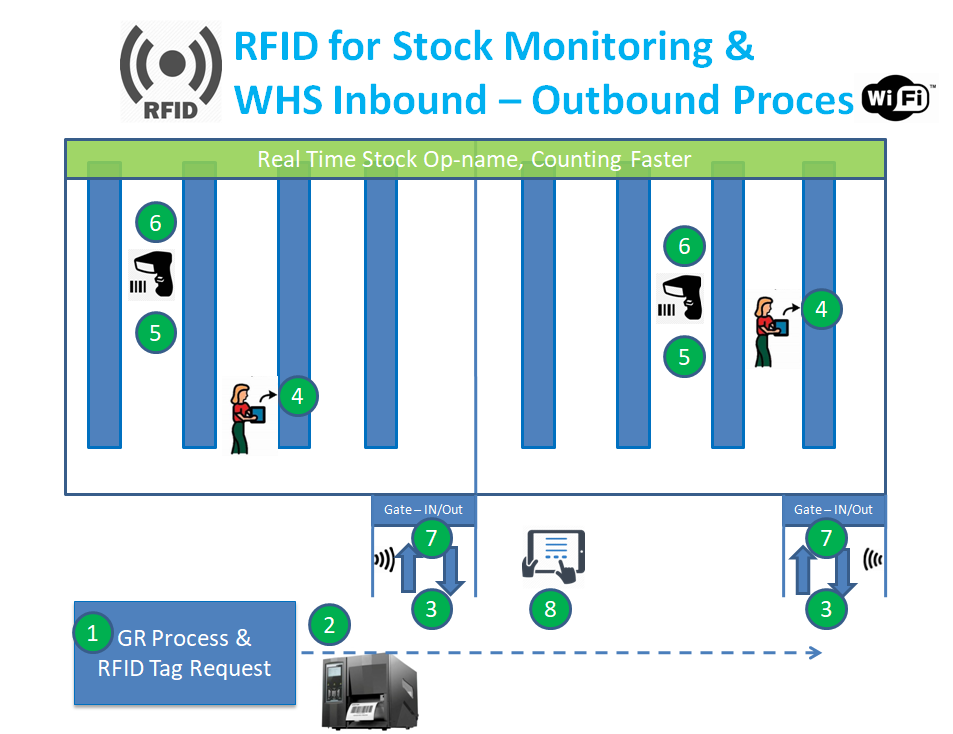 RFID for Stock Monitoring &
WHS Inbound – Outbound Proces
RFID
Wi Fi
TM
Real Time Stock Op-name, Counting Faster
6
6
4
5
5
4
Gate – IN/Out
Gate – IN/Out
7
7
3
8
3
1
GR Process &
RFID Tag Request
2